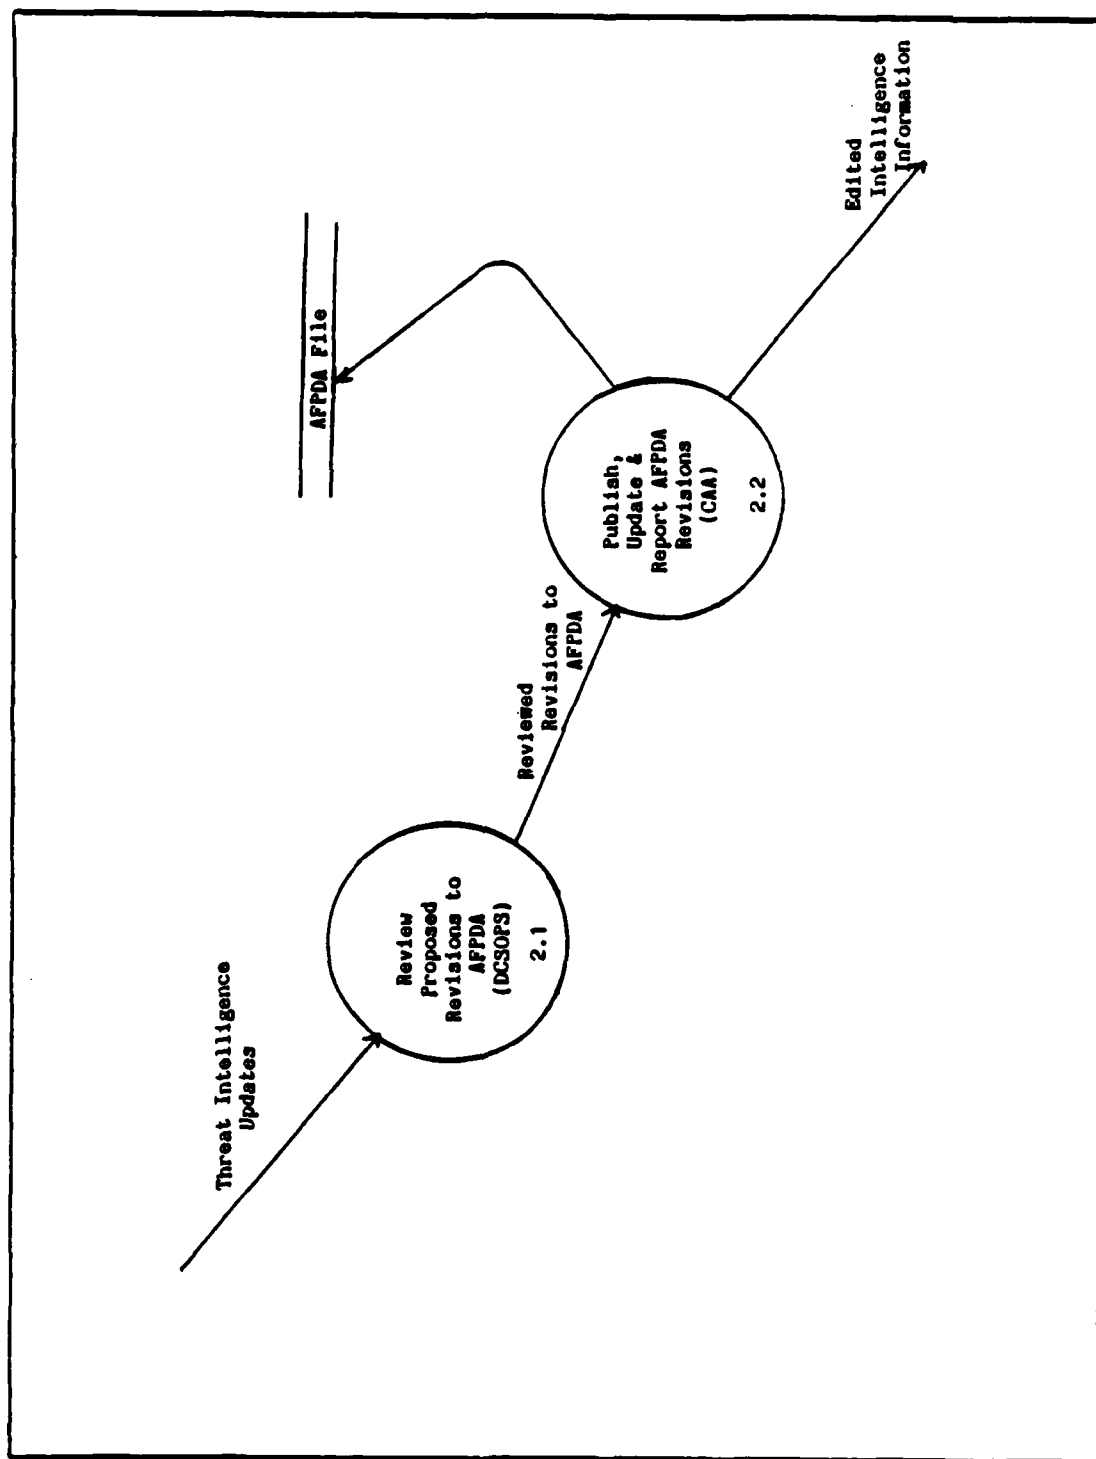 Threat Intelligence
Updates
Review
Proposed
Revisions to
AFPDA
(DCSOPS)
2.1
Reviewed
Revisions to
AFPDA
Publish,
Update &
Report AFPDA
Revisions
(CAA)
2.2
AFPDA File
Edited
Intelligence
Information